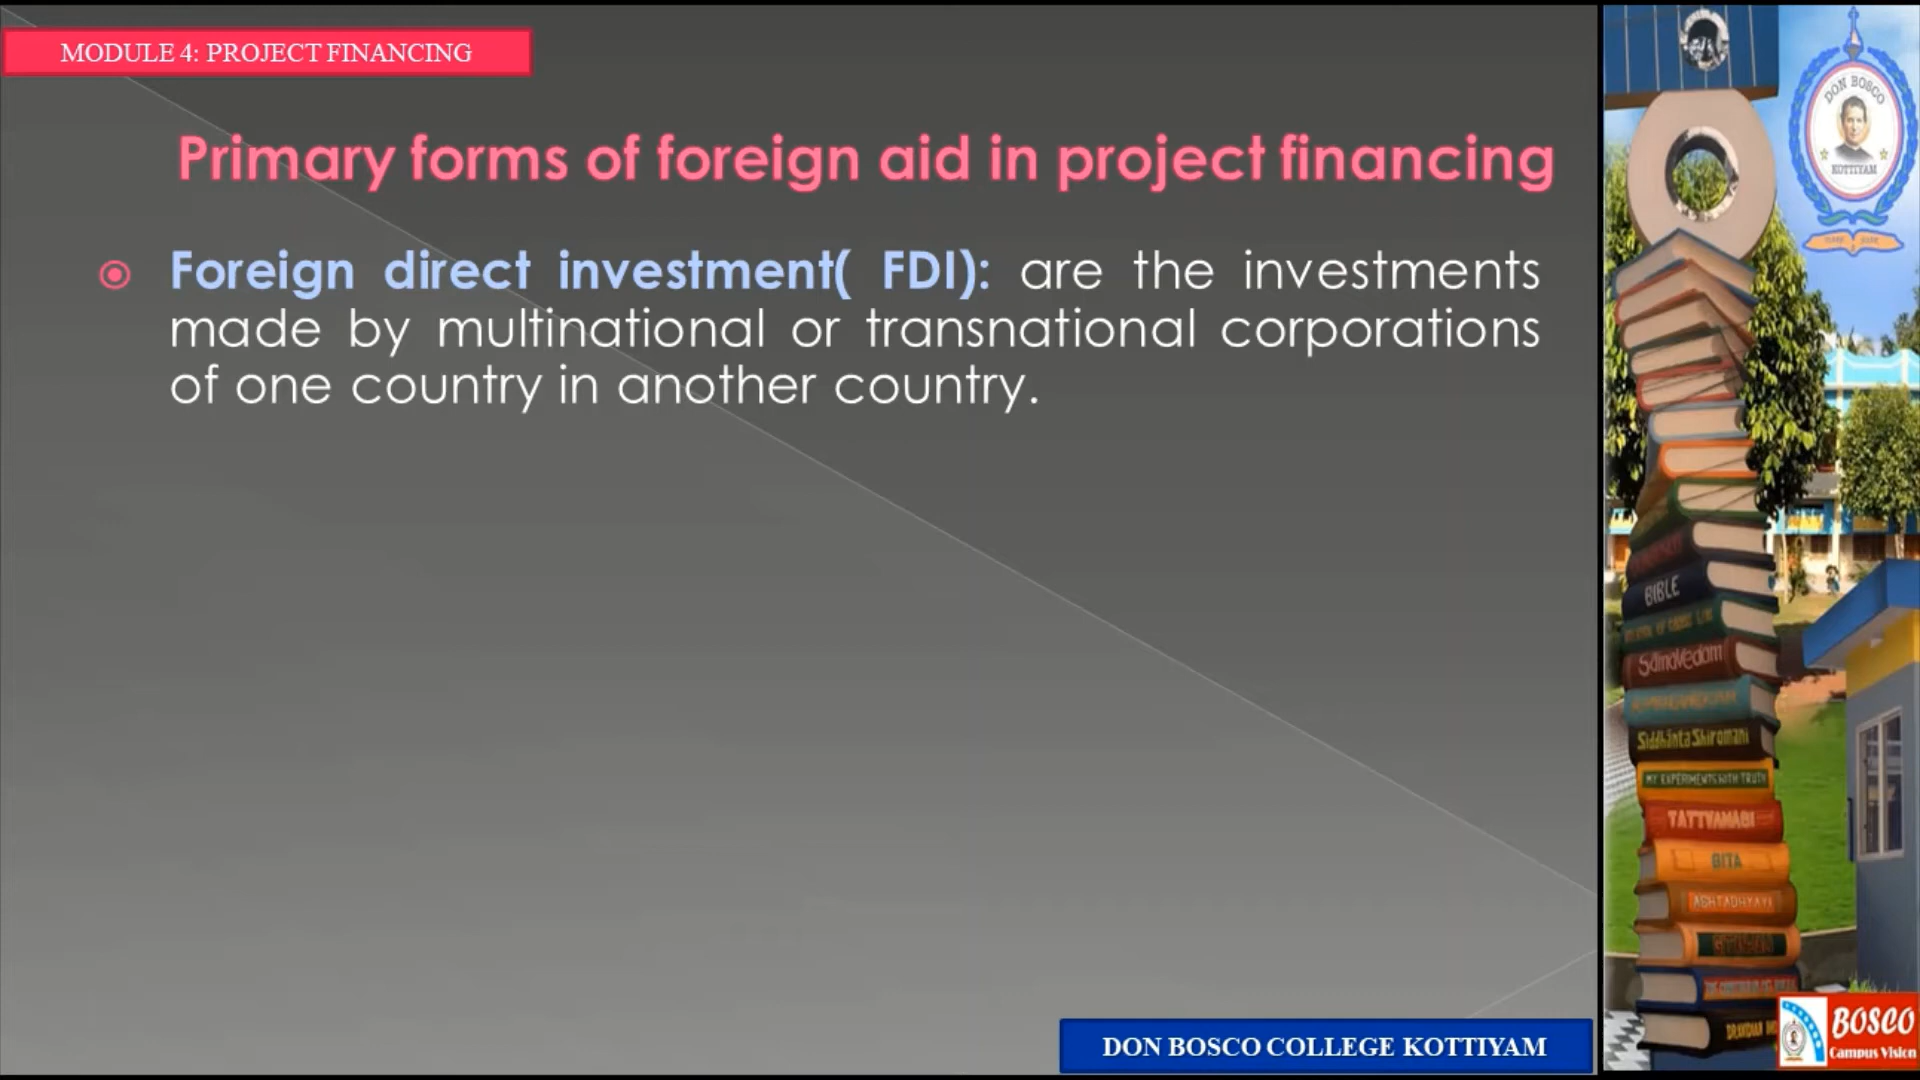 MODULE 4: PROJECT FINANCING
Primary forms of foreign aid in project financing
Foreign direct investment( FDI): are the investments
made by multinational or transnational corporations
of one country in another country.
DON BOSCO COLLEGE KOTTIYAM
DON BOSCO
KOTTIYAM
BIBLE
SamaVedam
Siddhanta Shiromani
MY EXPERIMENTS WITH TRUTH
TATTVAMASI
GITA
ASHTADHYAYI
BOSCO
Campus Vision